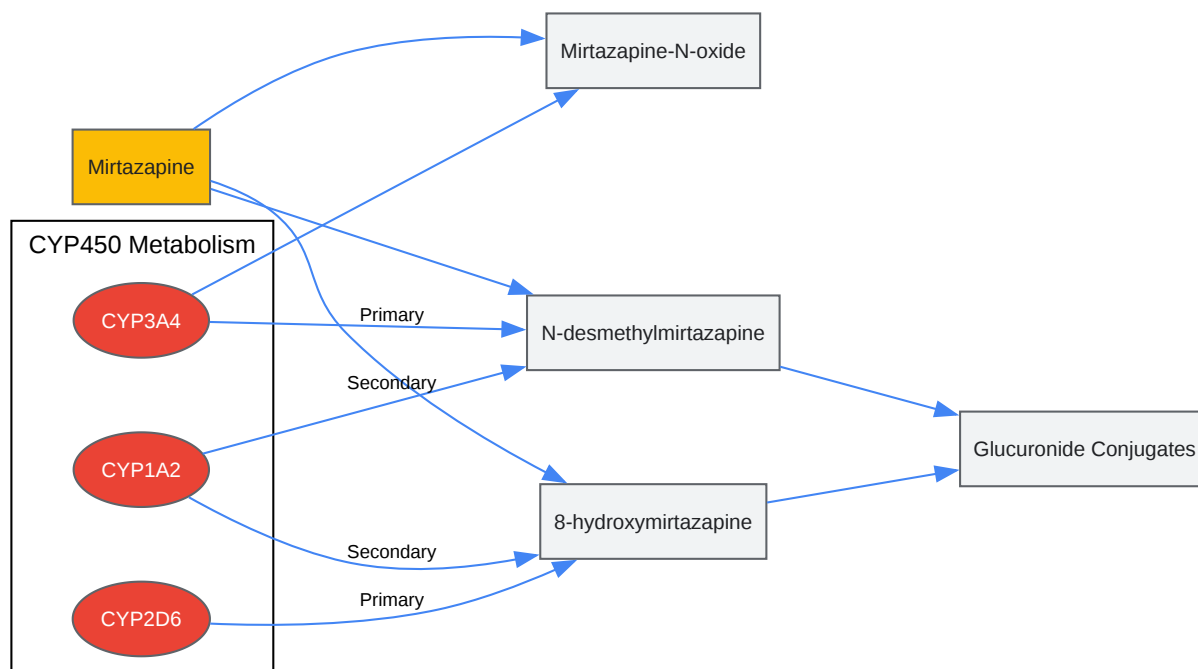 Mirtazapine-N-oxide
Mirtazapine
CYP450 Metabolism
CYP3A4
Primary
N-desmethylmirtazapine
Secondary
CYP1A2
Glucuronide Conjugates
8-hydroxymirtazapine
Secondary
Primary
CYP2D6